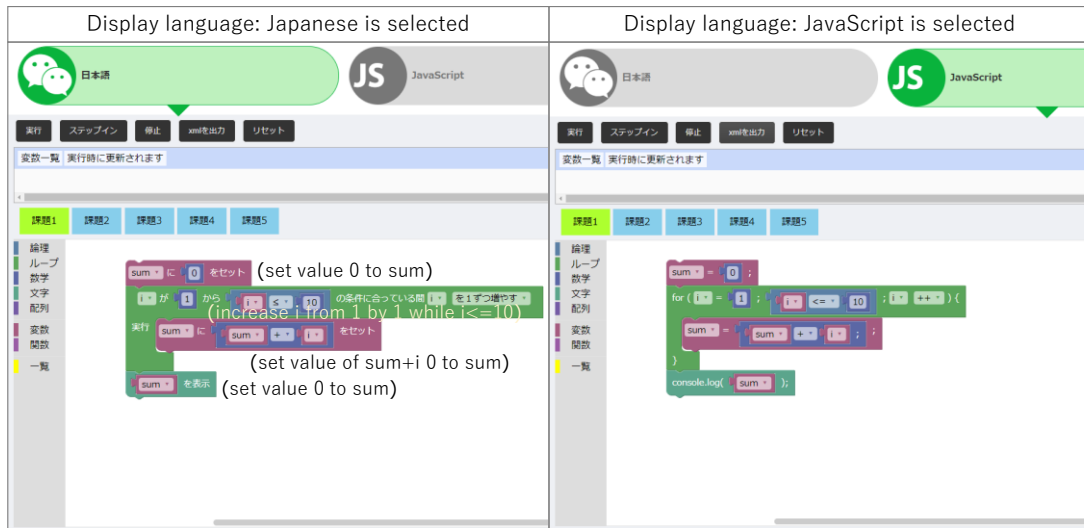 Display language: Japanese is selected
日本語
JS JavaScript
実行 ステップイン 停止 xmlを出力 リセット
変数一覧 実行時に更新されます
課題1 課題2 課題3 課題4 課題5
論理
ループ
数学
文字
配列
変数
関数
一覧
sum に 0 をセット (set value 0 to sum)
i が 1 から i ≤ 10 の条件に合っている間 i を1ずつ増やす
(increase i from 1 by 1 while i<=10)
実行 sum に sum + i をセット
(set value of sum+i 0 to sum)
sum を表示 (set value 0 to sum)
Display language: JavaScript is selected
日本語
JS JavaScript
実行 ステップイン 停止 xmlを出力 リセット
変数一覧 実行時に更新されます
課題1 課題2 課題3 課題4 課題5
論理
ループ
数学
文字
配列
変数
関数
一覧
sum = 0 ;
for ( i = 1 ; i <= 10 ; i ++ ) {
sum = sum + i ; ;
}
console.log( sum );